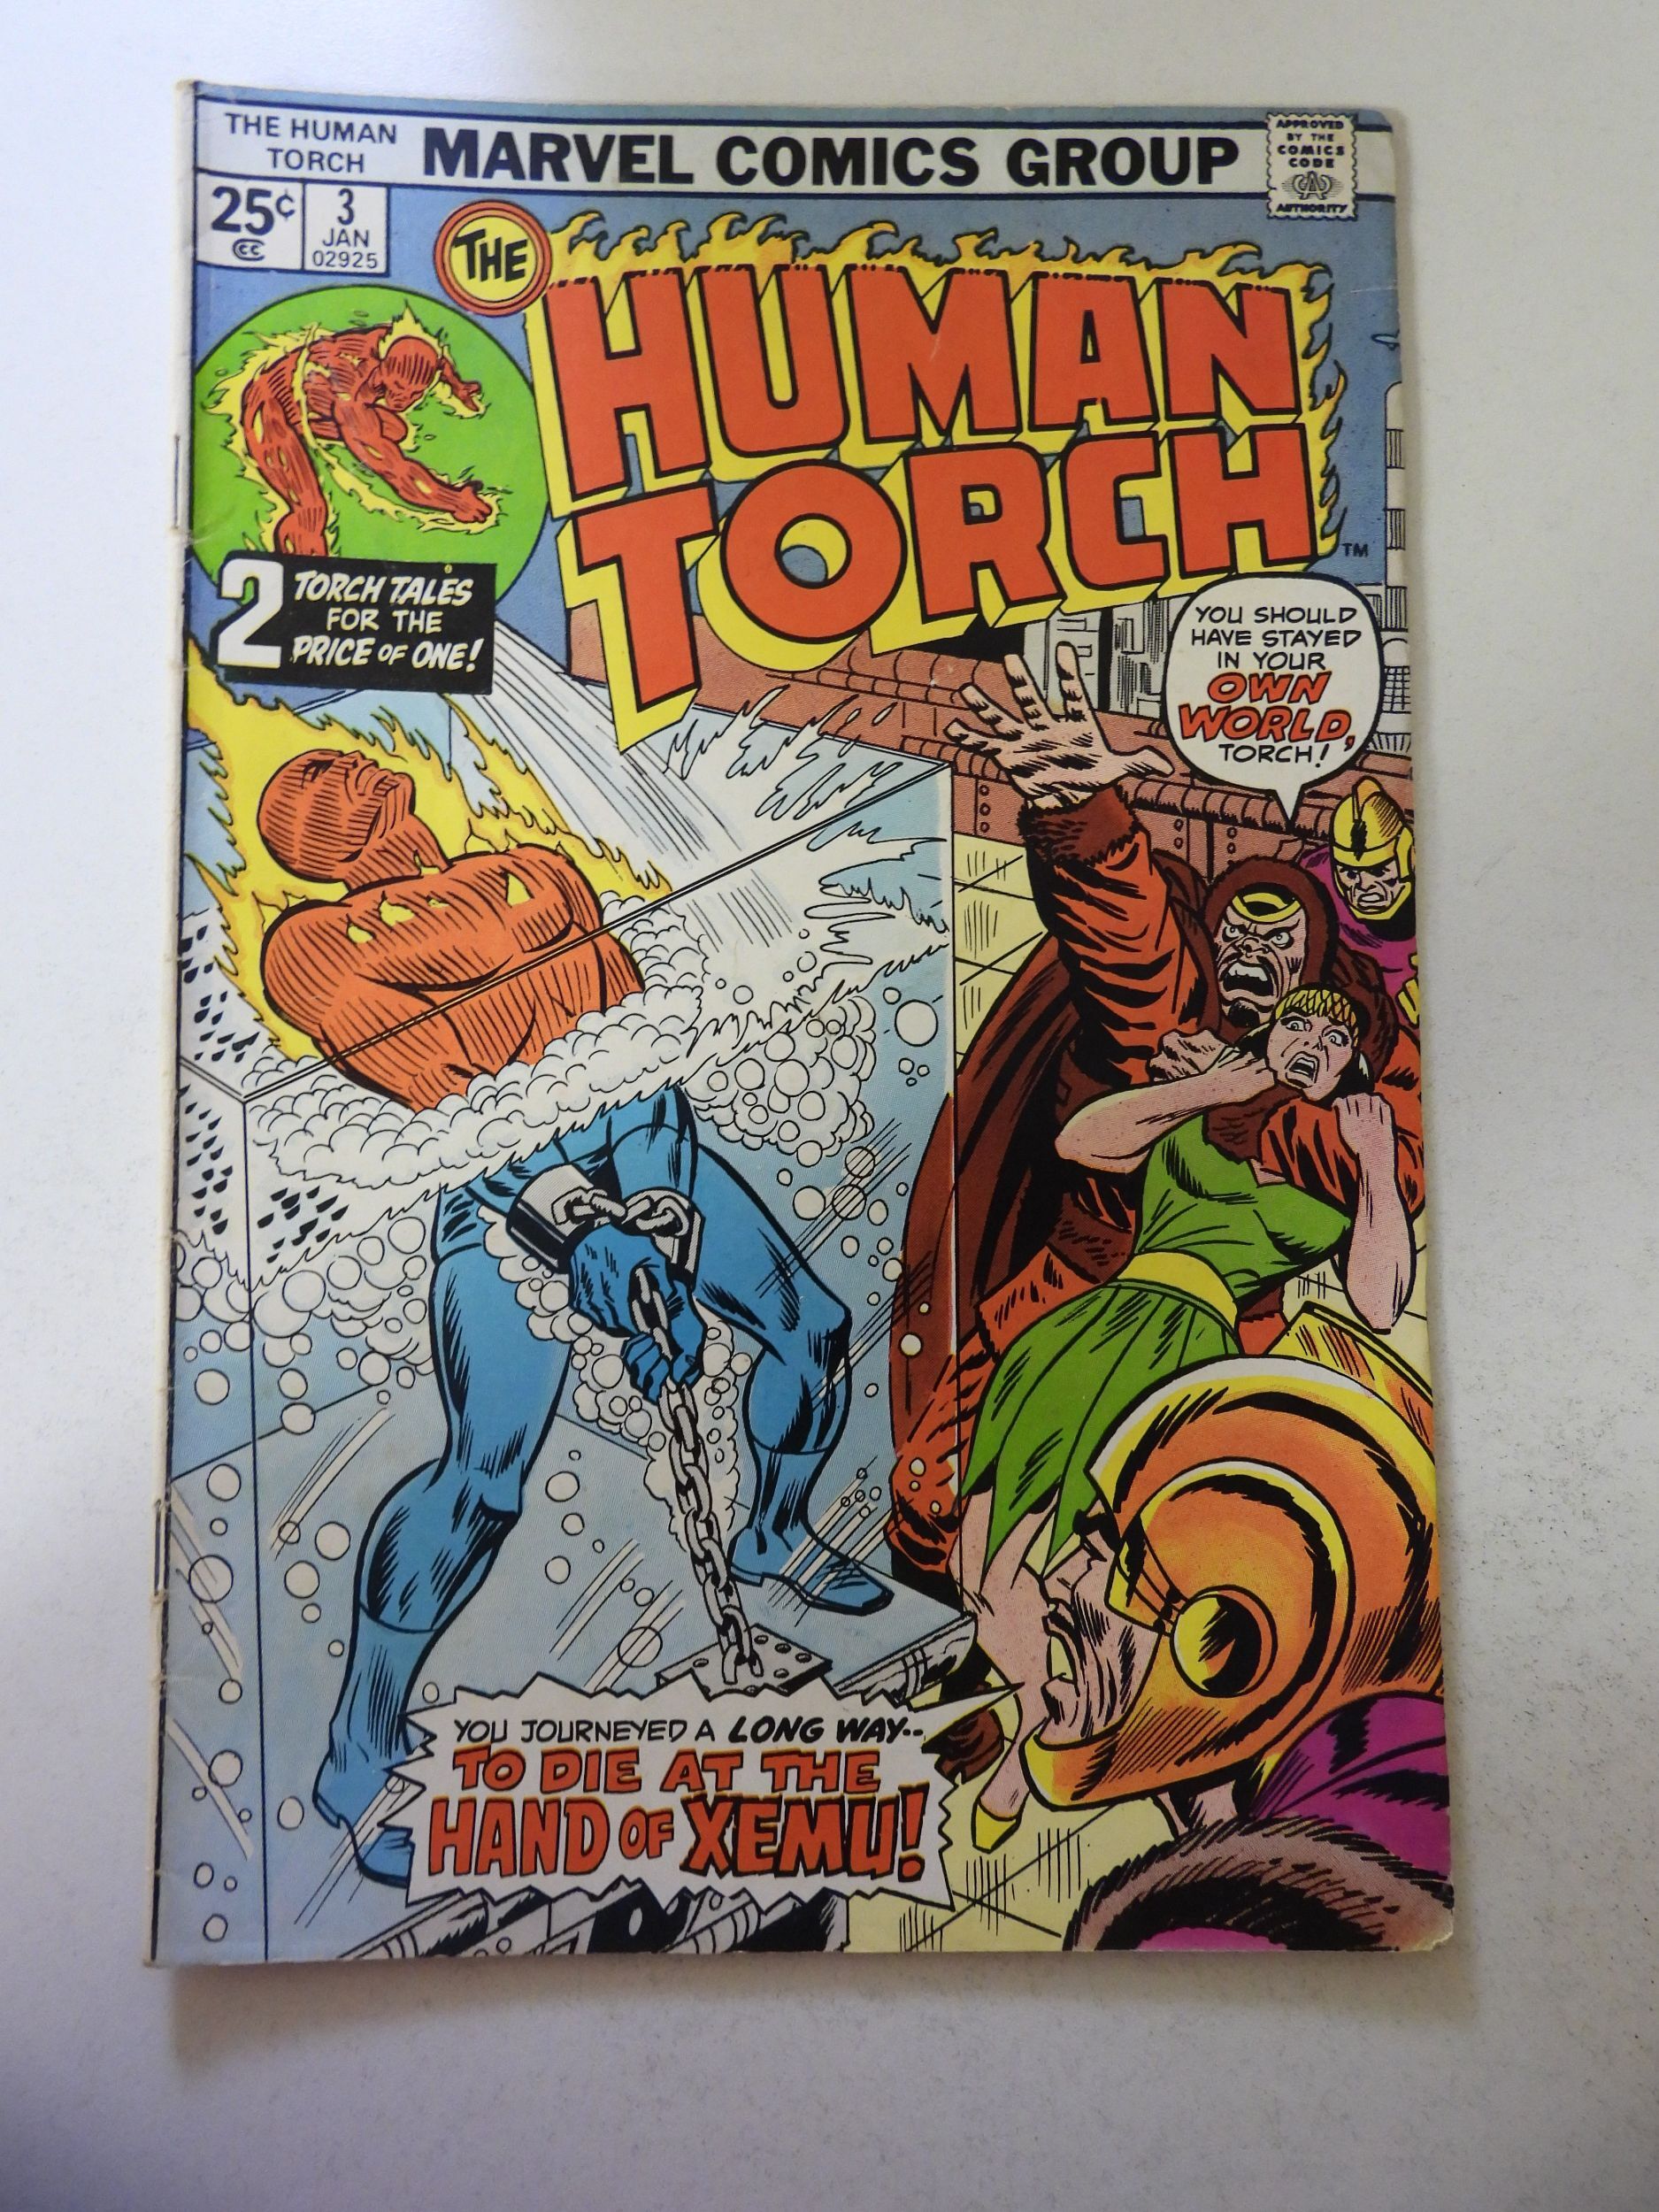 THE HUMAN
TORCH
MARVEL COMICS GROUP
APPROVED
BY THE
COMICS
CODE
CA
AUTHORITY
25¢
CC
3
JAN
02925
THE
HUMAN
TORCH
TM
2
TORCH TALES
FOR THE
PRICE OF ONE!
YOU SHOULD
HAVE STAYED
IN YOUR
OWN
WORLD,
TORCH!
YOU JOURNEYED A LONG WAY--
TO DIE AT THE
HAND OF XEMU!